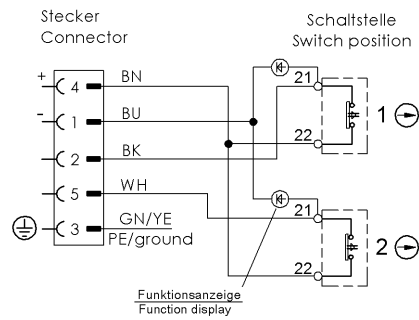 Stecker
Connector
Schaltstelle
Switch position
+ 4 BN
- 1 BU
2 BK
5 WH
3 GN/YE
PE/ground
21
22
1
21
22
2
Funktionsanzeige
Function display